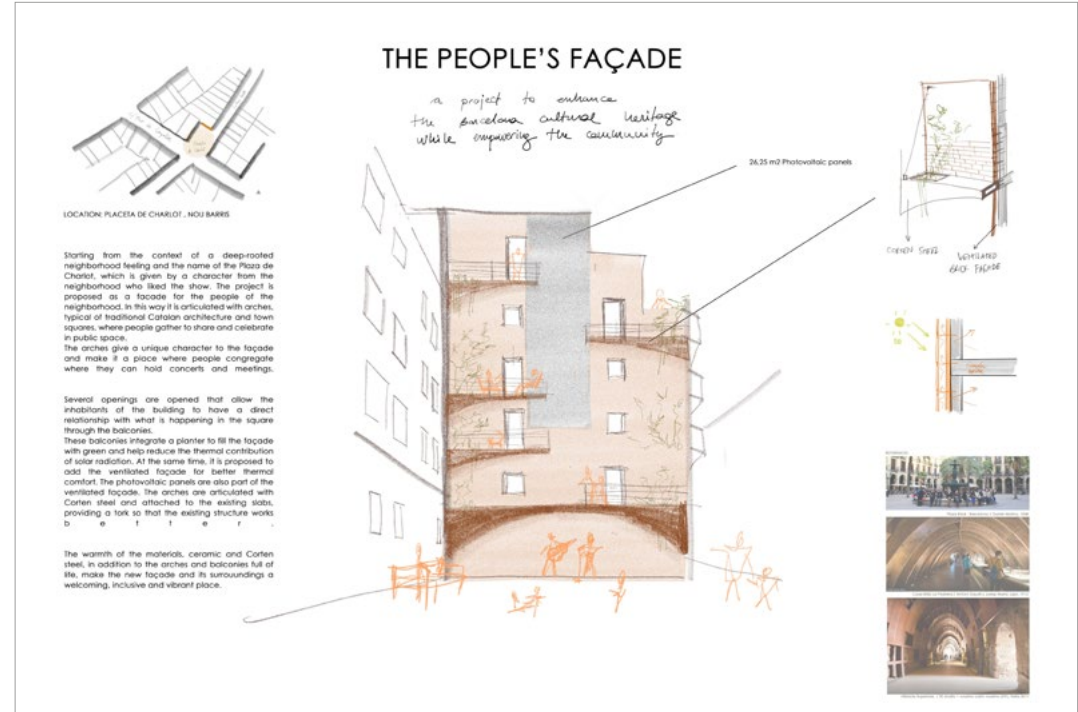 THE PEOPLE'S FAÇADE
a project to enhance
the Barcelona cultural heritage
while empowering the community
26,25 m2 Photovoltaic panels
LOCATION: PLACETA DE CHARLOT , NOU BARRIS
Starting from the context of a deep-rooted
neighborhood feeling and the name of the Plaza de
Charlot, which is given by a character from the
neighborhood who liked the show. The project is
proposed as a facade for the people of the
neighborhood. In this way it is articulated with arches,
typical of traditional Catalan architecture and town
squares, where people gather to share and celebrate
in public space.
The arches give a unique character to the façade
and make it a place where people congregate
where they can hold concerts and meetings.
Several openings are opened that allow the
inhabitants of the building to have a direct
relationship with what is happening in the square
through the balconies.
These balconies integrate a planter to fill the façade
with green and help reduce the thermal contribution
of solar radiation. At the same time, it is proposed to
add the ventilated façade for better thermal
comfort. The photovoltaic panels are also part of the
ventilated façade. The arches are articulated with
Corten steel and attached to the existing slabs,
providing a tork so that the existing structure works
b e t t e r .
The warmth of the materials, ceramic and Corten
steel, in addition to the arches and balconies full of
life, make the new façade and its surrouundings a
welcoming, inclusive and vibrant place.
CORTEN STEEL
VENTILATED
BRICK FAÇADE